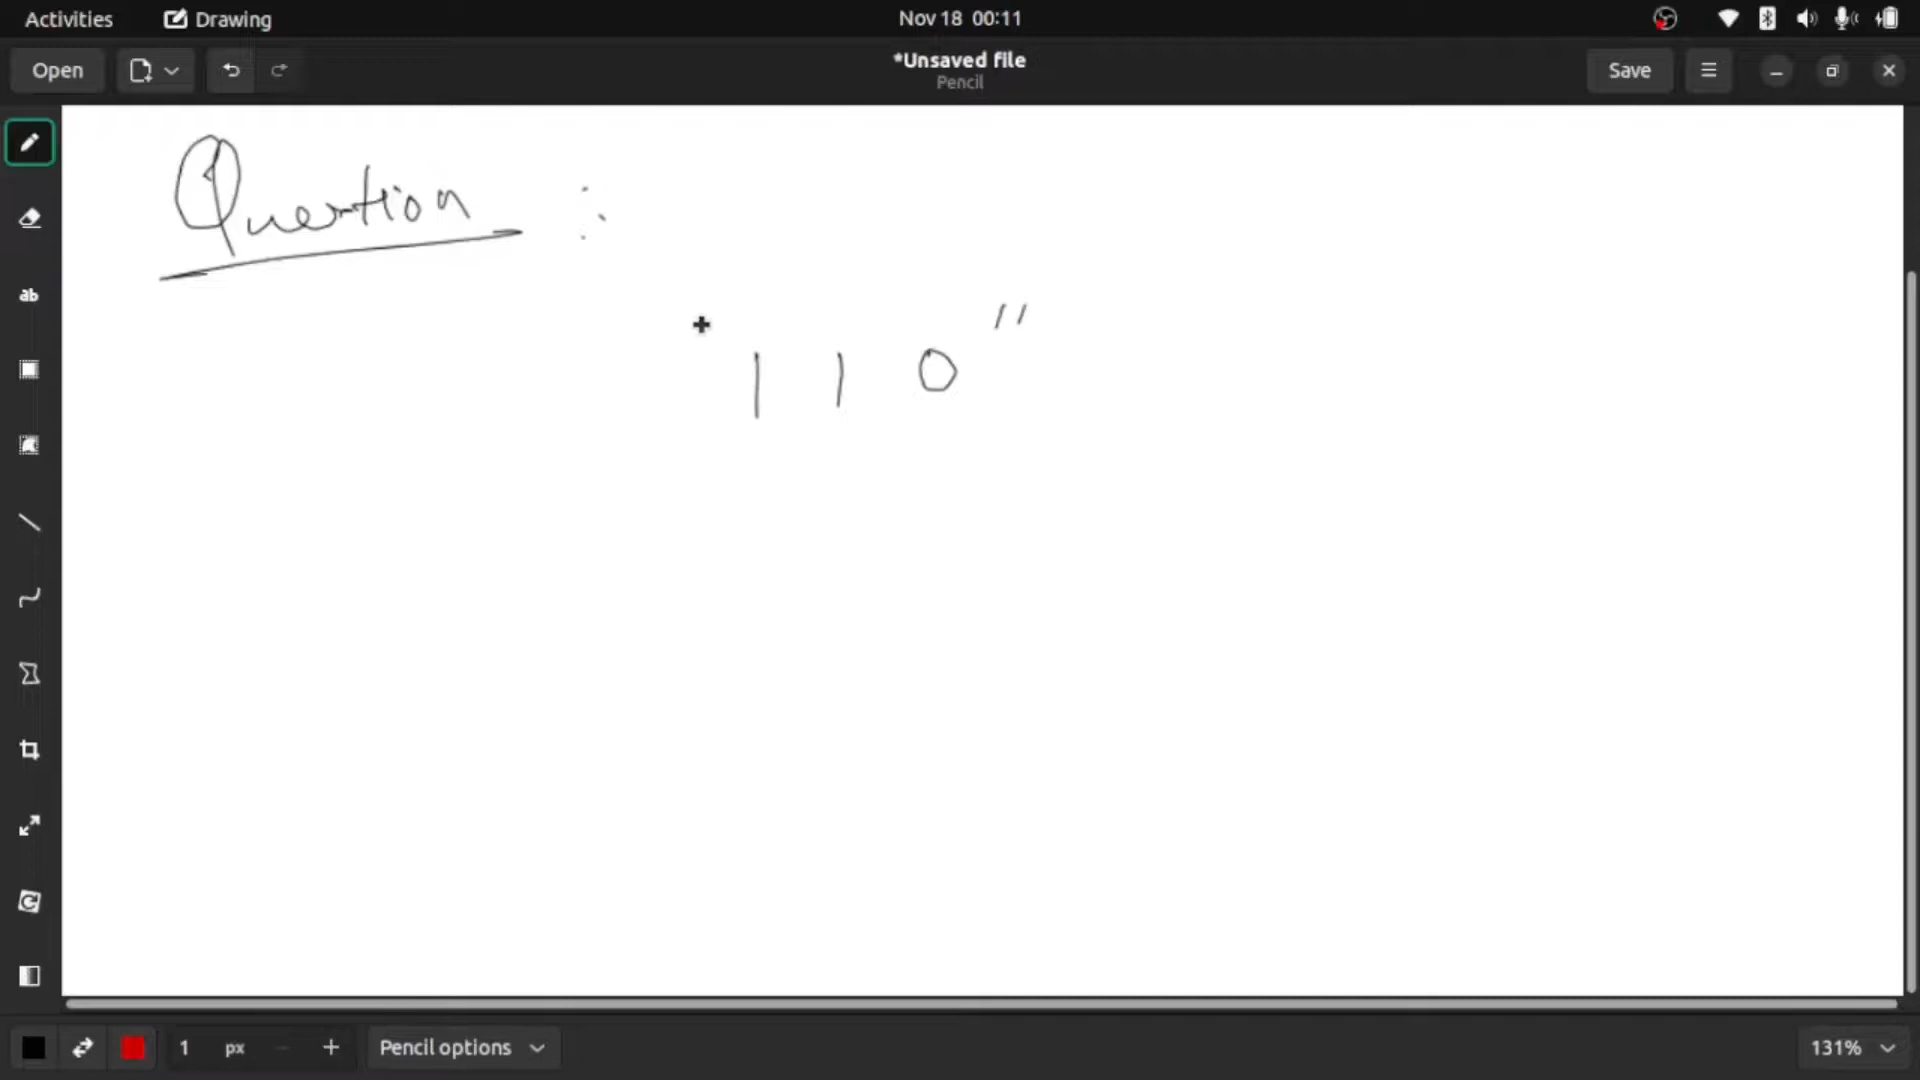 Activities Drawing Nov 18 00:11
Open *Unsaved file Save
Pencil
Question :
1 1 0 "
ab
1 px Pencil options 131%